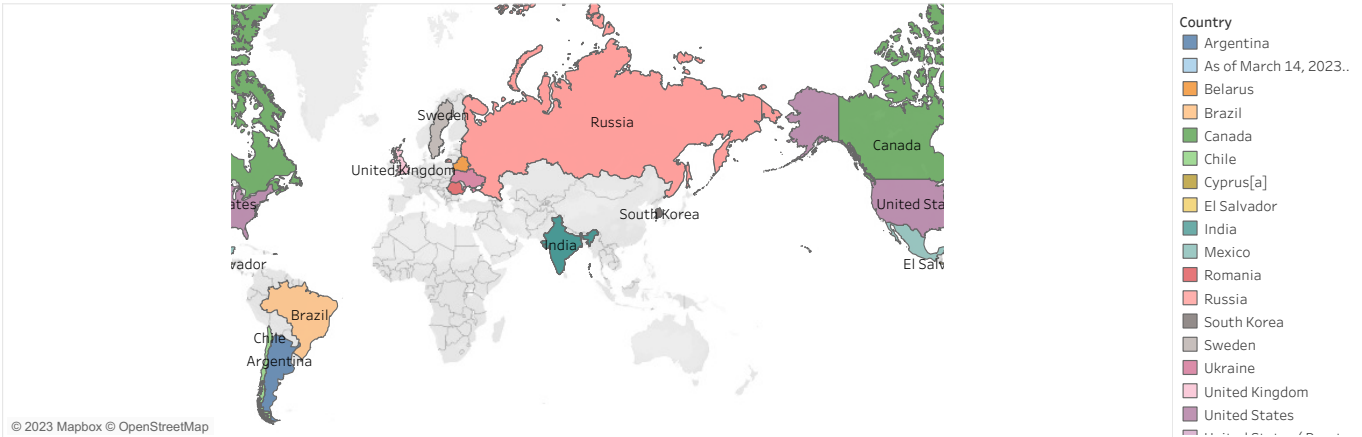 Country
Argentina
As of March 14, 2023..
Belarus
Brazil
Canada
Chile
Cyprus[a]
El Salvador
India
Mexico
Romania
Russia
South Korea
Sweden
Ukraine
United Kingdom
United States
Sweden
Russia
Canada
United Kingdom
ates
United Sta
South Korea
India
vador
El Salv
Brazil
Chile
Argentina
© 2023 Mapbox © OpenStreetMap